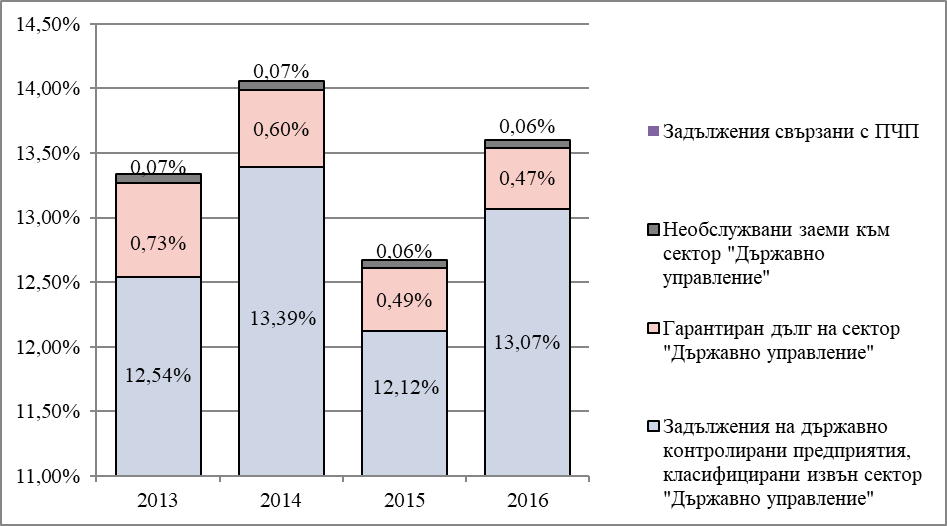 14,50%
14,00%
13,50%
13,00%
12,50%
12,00%
11,50%
11,00%
0,07%
0,73%
12,54%
0,07%
0,60%
13,39%
0,06%
0,49%
12,12%
0,06%
0,47%
13,07%
2013
2014
2015
2016
Задължения свързани с ПЧП
Необслужвани заеми към
сектор "Държавно
управление"
Гарантиран дълг на сектор
"Държавно управление"
Задължения на държавно
контролирани предприятия,
класифицирани извън сектор
"Държавно управление"